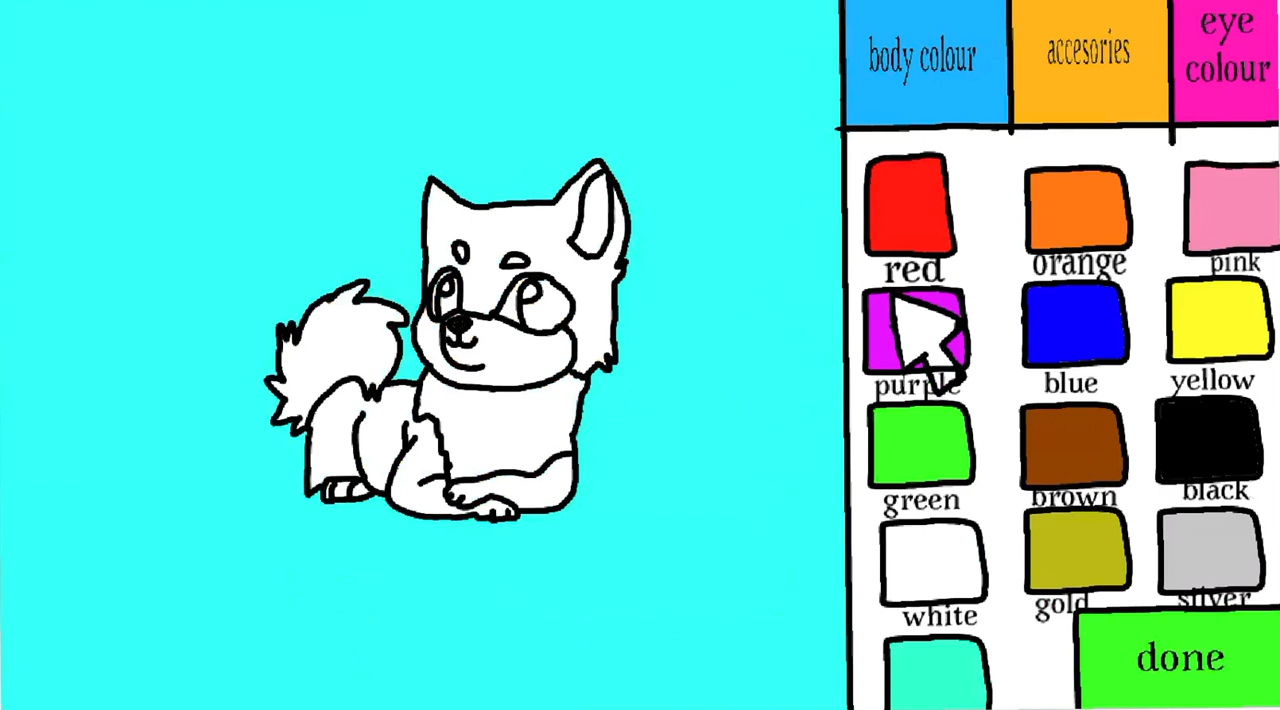 body colour
accesories
eye
colour
red
orange
pink
purple
blue
yellow
green
brown
black
white
gold
silver
done